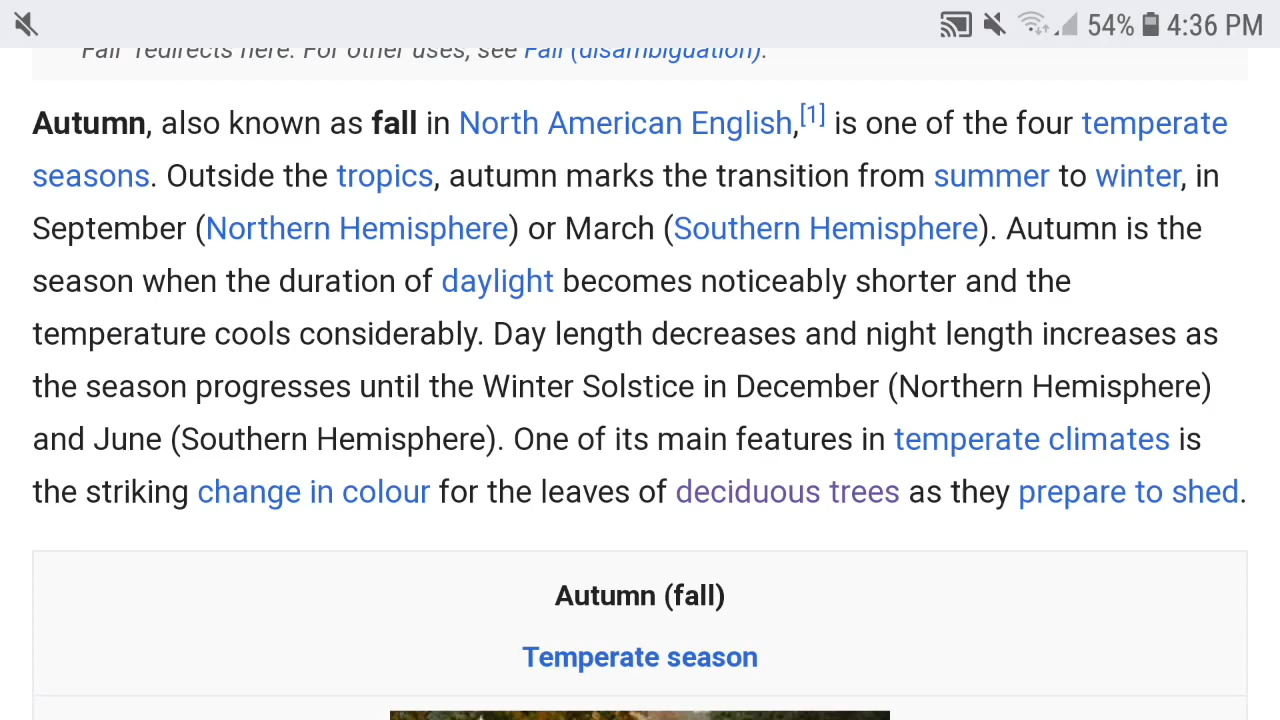 54% 4:36 PM
Fall" redirects here. For other uses, see Fall (disambiguation).
Autumn, also known as fall in North American English,[1] is one of the four temperate
seasons. Outside the tropics, autumn marks the transition from summer to winter, in
September (Northern Hemisphere) or March (Southern Hemisphere). Autumn is the
season when the duration of daylight becomes noticeably shorter and the
temperature cools considerably. Day length decreases and night length increases as
the season progresses until the Winter Solstice in December (Northern Hemisphere)
and June (Southern Hemisphere). One of its main features in temperate climates is
the striking change in colour for the leaves of deciduous trees as they prepare to shed.
Autumn (fall)
Temperate season